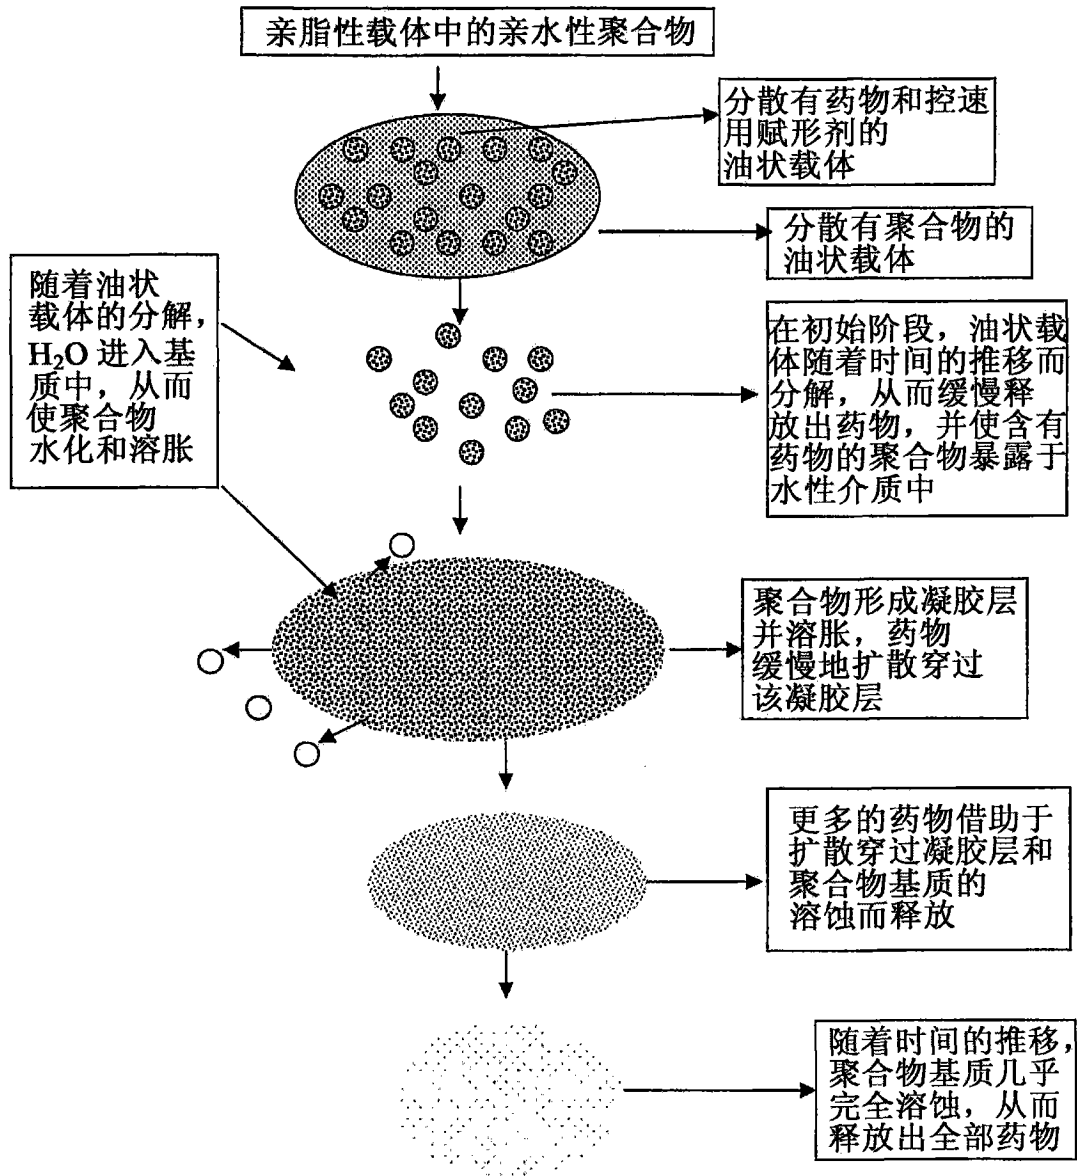 亲脂性载体中的亲水性聚合物
分散有药物和控速
用赋形剂的
油状载体
分散有聚合物的
油状载体
随着油状
载体的分解，
H₂O 进入基
质中，从而
使聚合物
水化和溶胀
在初始阶段，油状载
体随着时间的推移而
分解，从而缓慢释
放出药物，并使含有
药物的聚合物暴露于
水性介质中
聚合物形成凝胶层
并溶胀，药物
缓慢地扩散穿过
该凝胶层
更多的药物借助于
扩散穿过凝胶层和
聚合物基质的
溶蚀而释放
随着时间的推移，
聚合物基质几乎
完全溶蚀，从而
释放出全部药物